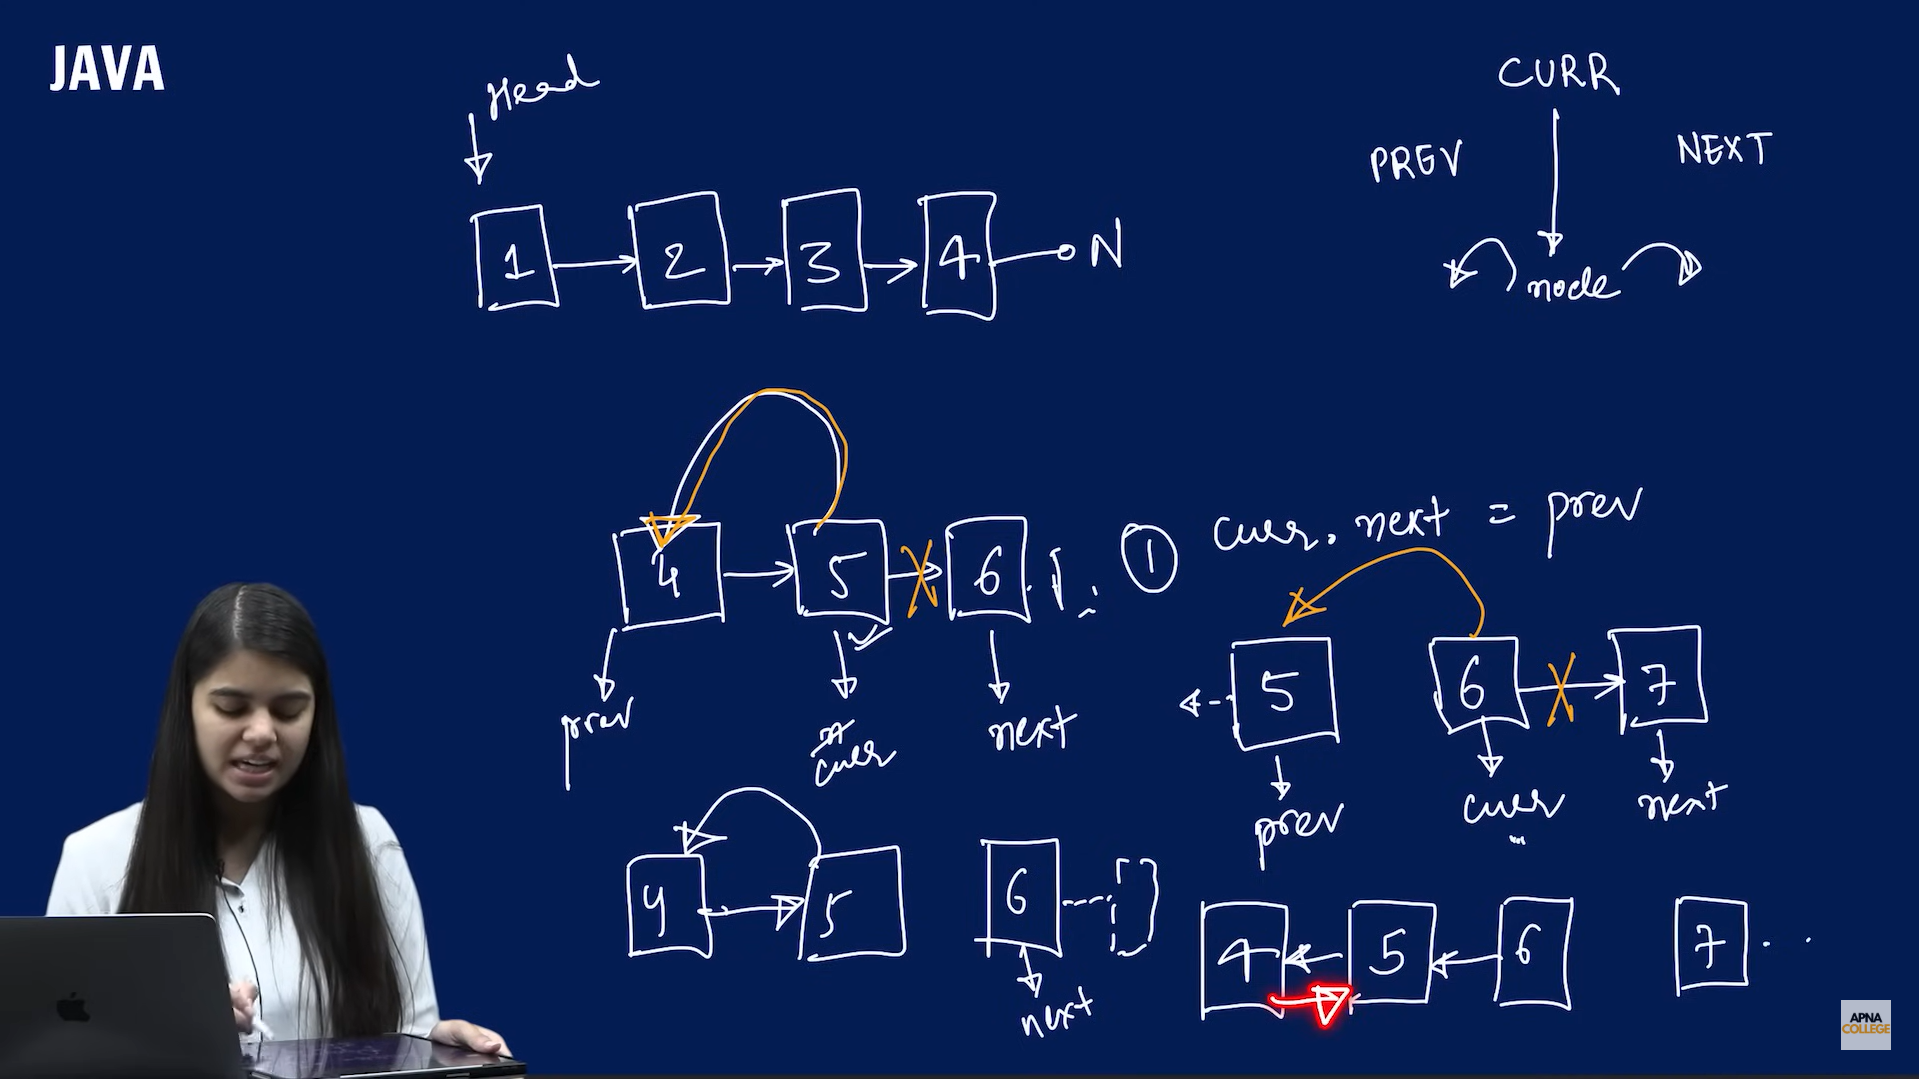 JAVA
Head
CURR
PREV
NEXT
1 2 3 4 N
node
4 5 6
1 curr. next = prev
5 6 7
prev
curr
next
prev
curr
next
4 5 6
next
4 5 6 7 . .
APNA
COLLEGE